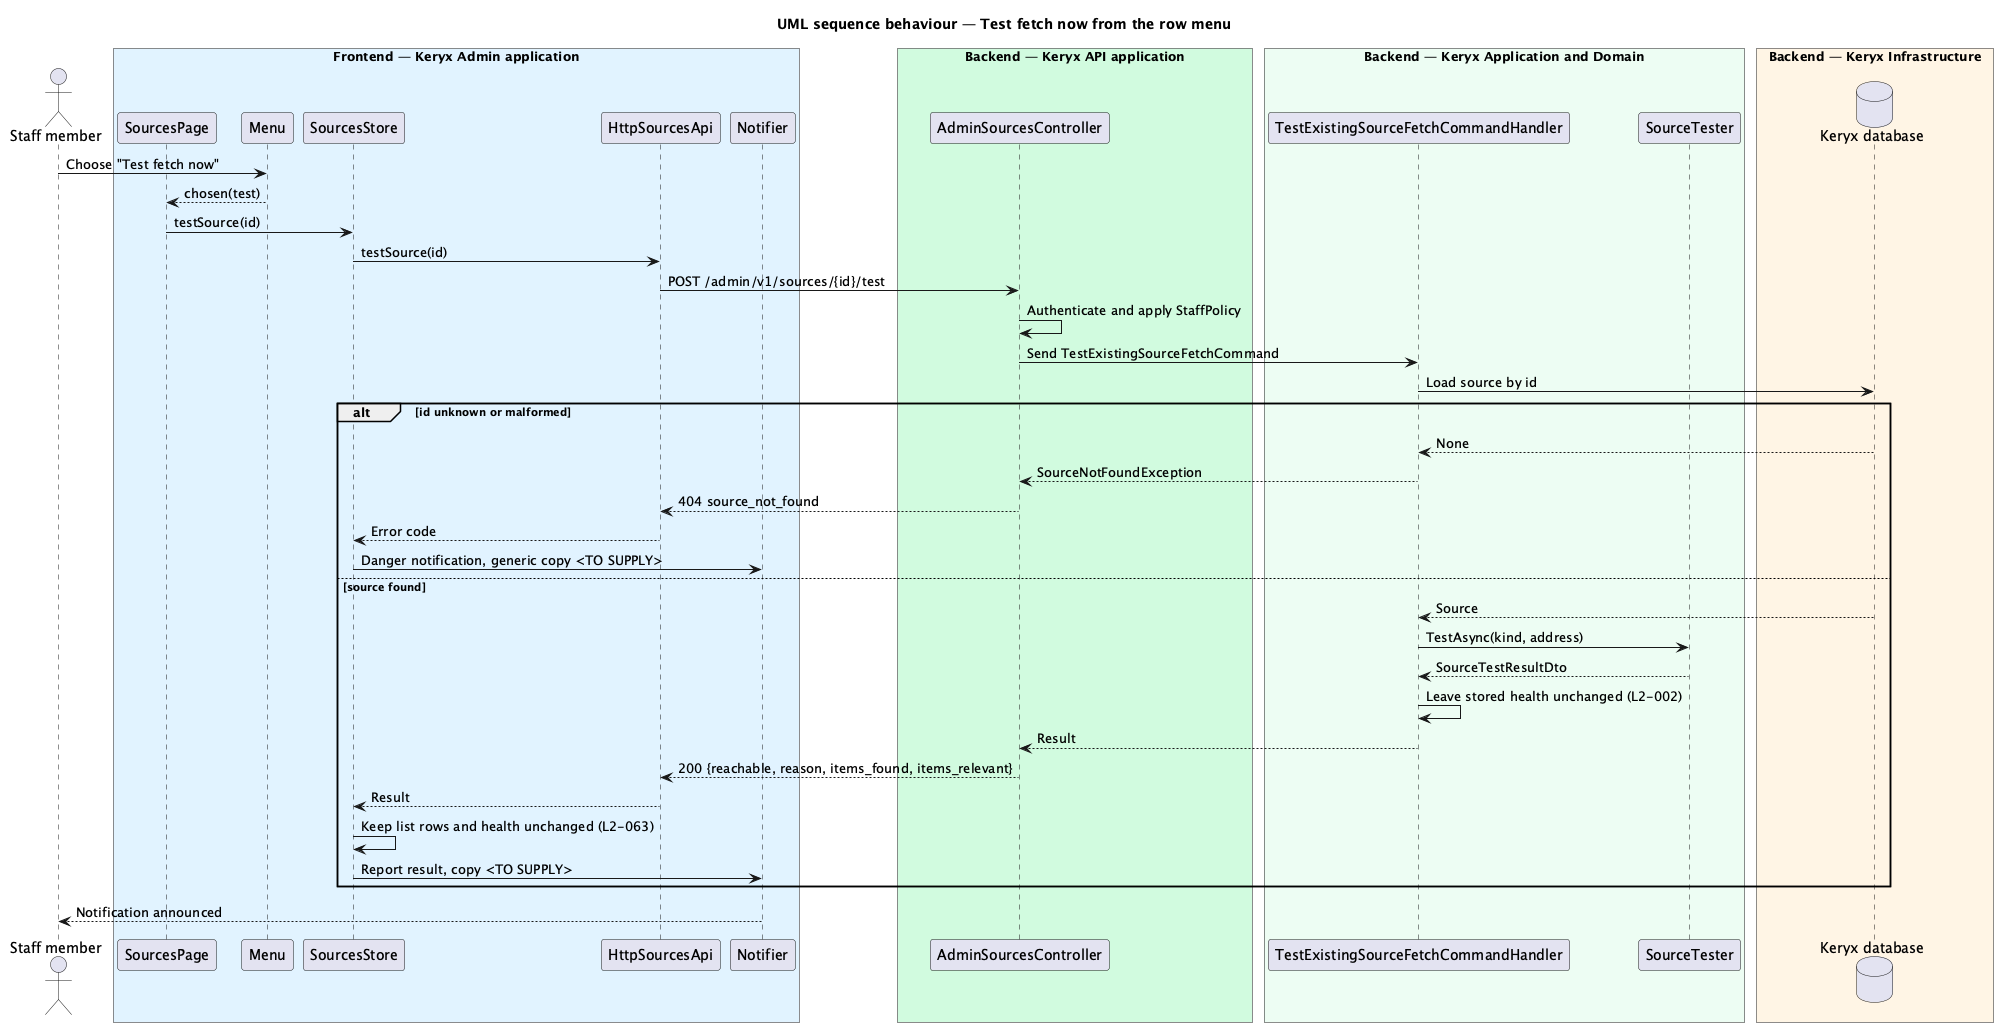 UML sequence behaviour — Test fetch now from the row menu
Frontend — Keryx Admin application
Backend — Keryx API application
Backend — Keryx Application and Domain
Backend — Keryx Infrastructure
Staff member
SourcesPage
Menu
SourcesStore
HttpSourcesApi
Notifier
AdminSourcesController
TestExistingSourceFetchCommandHandler
SourceTester
Keryx database
Choose "Test fetch now"
chosen(test)
testSource(id)
testSource(id)
POST /admin/v1/sources/{id}/test
Authenticate and apply StaffPolicy
Send TestExistingSourceFetchCommand
Load source by id
alt [id unknown or malformed]
None
SourceNotFoundException
404 source_not_found
Error code
Danger notification, generic copy <TO SUPPLY>
[source found]
Source
TestAsync(kind, address)
SourceTestResultDto
Leave stored health unchanged (L2-002)
Result
200 {reachable, reason, items_found, items_relevant}
Result
Keep list rows and health unchanged (L2-063)
Report result, copy <TO SUPPLY>
Notification announced
Staff member
SourcesPage
Menu
SourcesStore
HttpSourcesApi
Notifier
AdminSourcesController
TestExistingSourceFetchCommandHandler
SourceTester
Keryx database